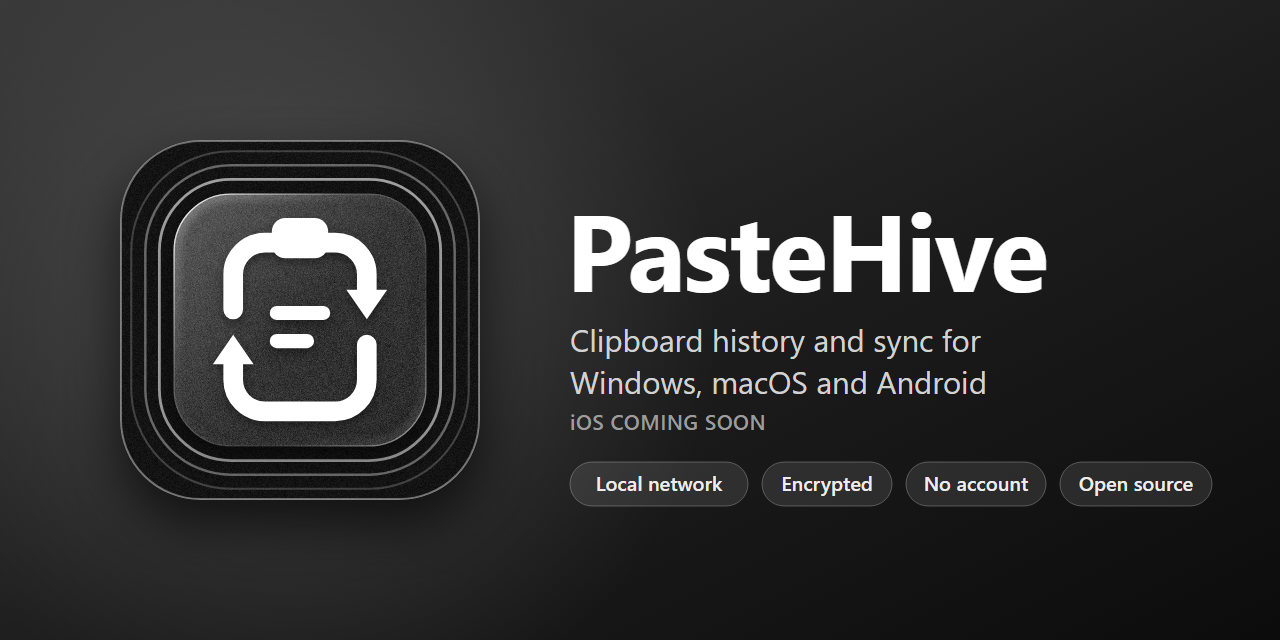 PasteHive
Clipboard history and sync for
Windows, macOS and Android
iOS COMING SOON
Local network
Encrypted
No account
Open source